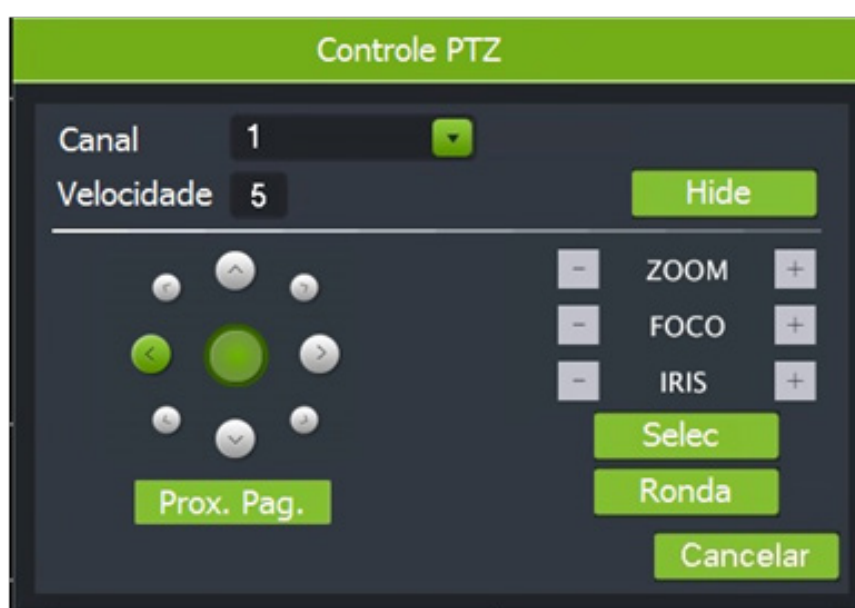 Controle PTZ
Canal 1
Velocidade 5
Hide
- ZOOM +
- FOCO +
- IRIS +
Selec
Prox. Pag.
Ronda
Cancelar